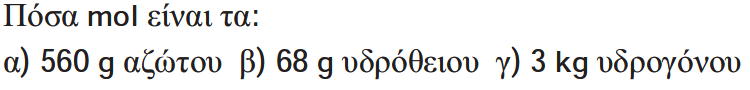 Πόσα mol είναι τα:
α) 560 g αζώτου β) 68 g υδρόθειου γ) 3 kg υδρογόνου